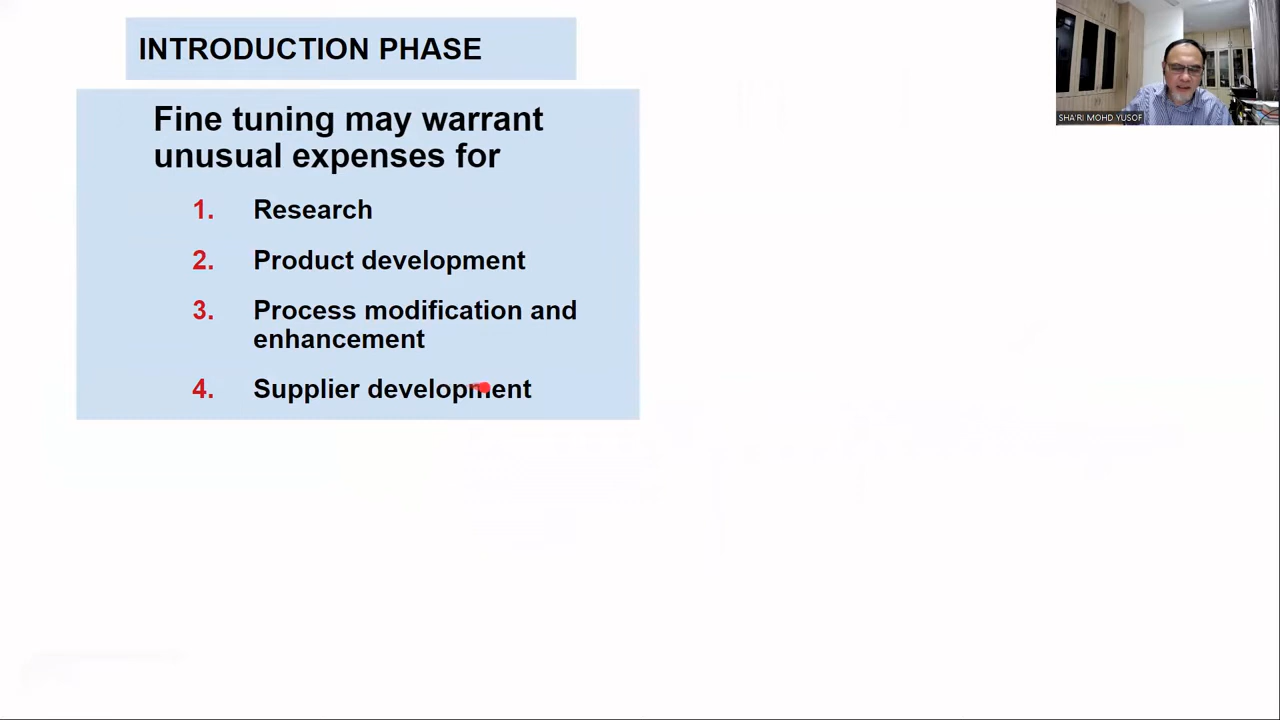 INTRODUCTION PHASE
Fine tuning may warrant
unusual expenses for
1. Research
2. Product development
3. Process modification and
enhancement
4. Supplier development
SHA'RI MOHD YUSOF